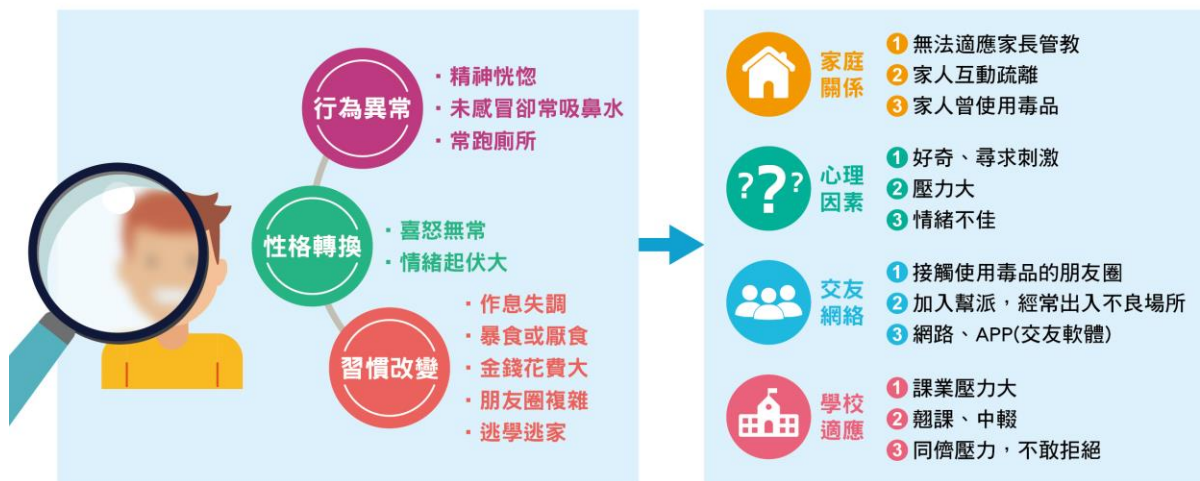 行為異常
・精神恍惚
・未感冒卻常吸鼻水
・常跑廁所
性格轉換
・喜怒無常
・情緒起伏大
習慣改變
・作息失調
・暴食或厭食
・金錢花費大
・朋友圈複雜
・逃學逃家
家庭
關係
1 無法適應家長管教
2 家人互動疏離
3 家人曾使用毒品
???
心理
因素
1 好奇、尋求刺激
2 壓力大
3 情緒不佳
交友
網絡
1 接觸使用毒品的朋友圈
2 加入幫派,經常出入不良場所
3 網路、APP(交友軟體)
學校
適應
1 課業壓力大
2 翹課、中輟
3 同儕壓力,不敢拒絕